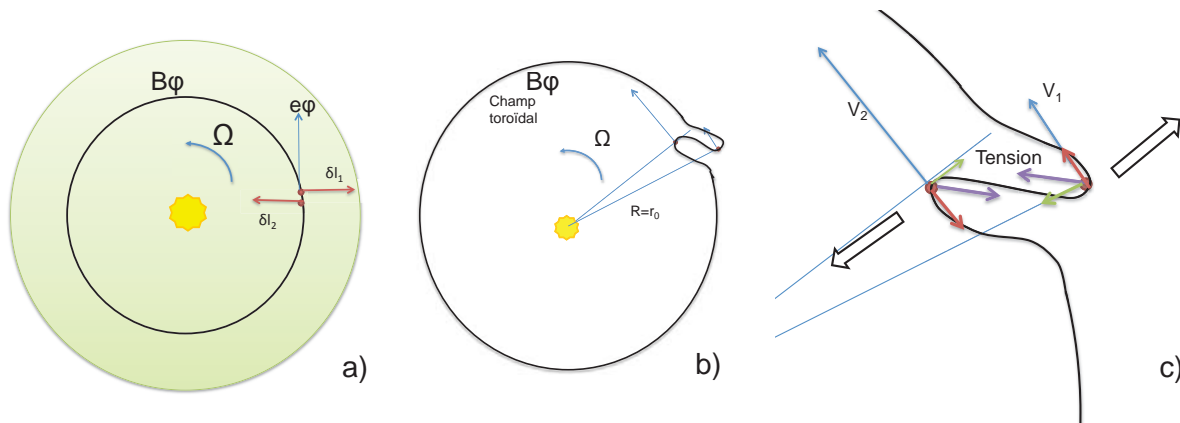 Bφ
eφ
Ω
δl₁
δl₂
a)
Bφ
Champ
toroïdal
Ω
R=r₀
b)
V₁
V₂
Tension
c)